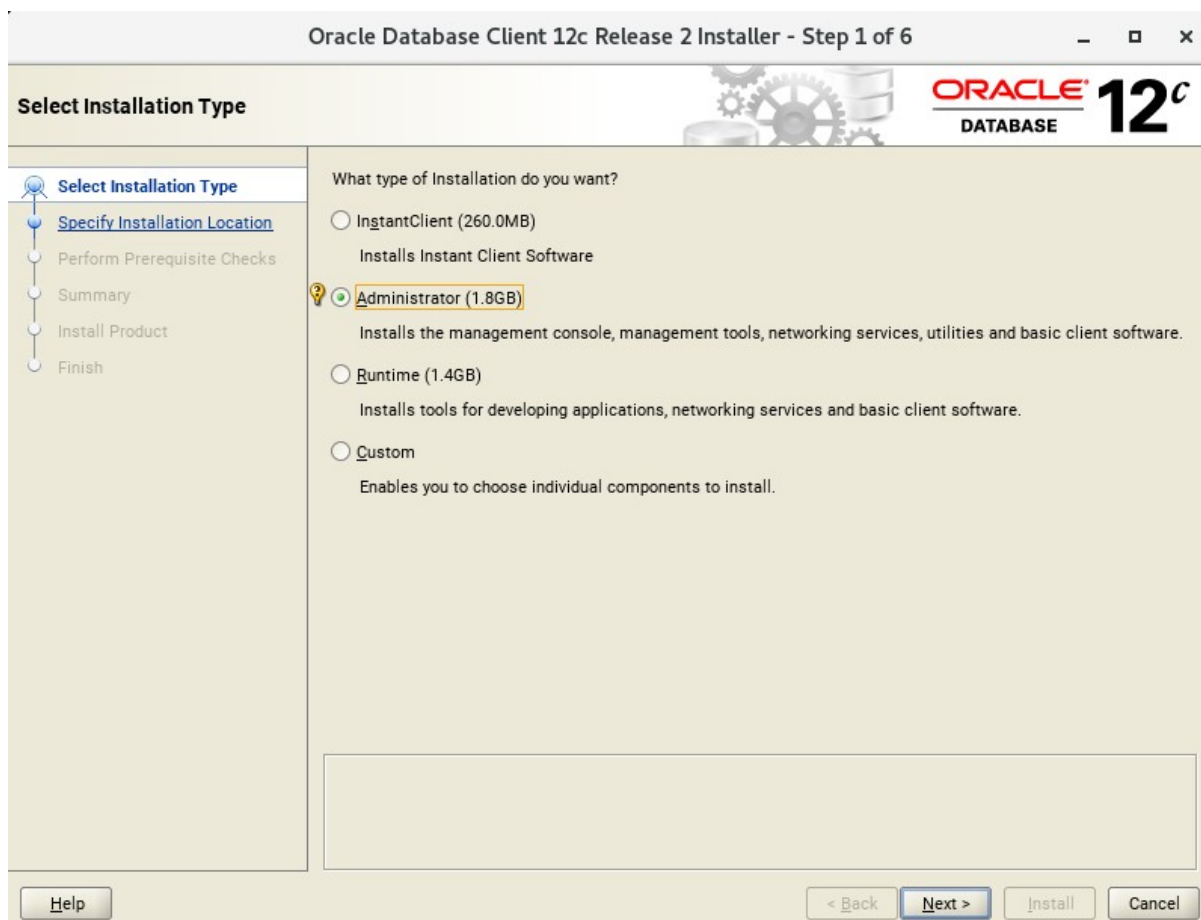 Oracle Database Client 12c Release 2 Installer - Step 1 of 6
Select Installation Type
ORACLE 12c
DATABASE
Select Installation Type
Specify Installation Location
Perform Prerequisite Checks
Summary
Install Product
Finish
What type of Installation do you want?
InstantClient (260.0MB)
Installs Instant Client Software
Administrator (1.8GB)
Installs the management console, management tools, networking services, utilities and basic client software.
Runtime (1.4GB)
Installs tools for developing applications, networking services and basic client software.
Custom
Enables you to choose individual components to install.
Help
< Back
Next >
Install
Cancel